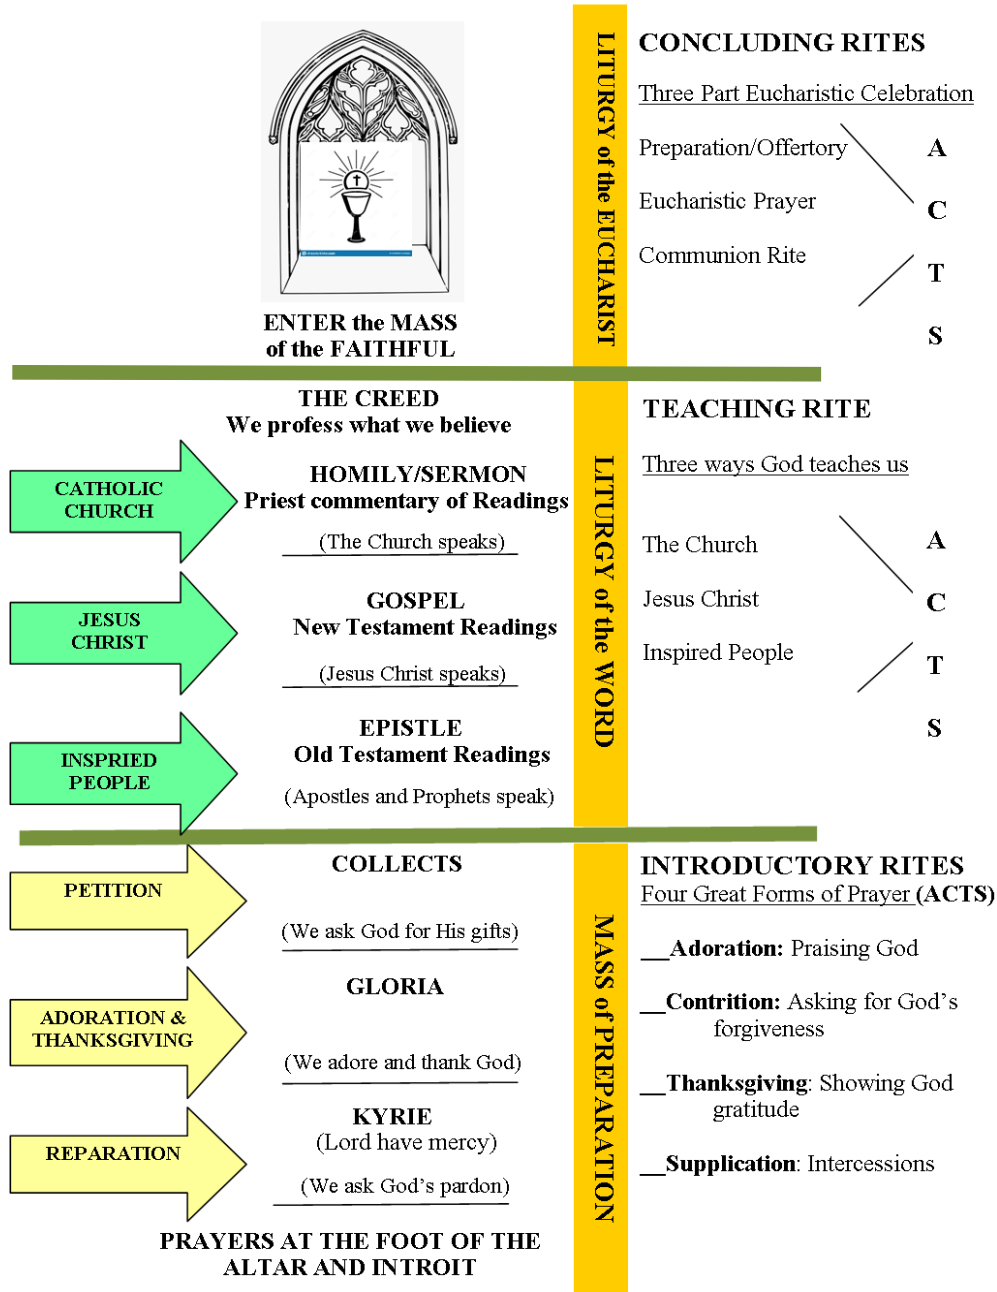 ENTER the MASS
of the FAITHFUL
THE CREED
We profess what we believe
CATHOLIC
CHURCH
HOMILY/SERMON
Priest commentary of Readings
(The Church speaks)
JESUS
CHRIST
GOSPEL
New Testament Readings
(Jesus Christ speaks)
INSPRIED
PEOPLE
EPISTLE
Old Testament Readings
(Apostles and Prophets speak)
PETITION
COLLECTS
(We ask God for His gifts)
ADORATION &
THANKSGIVING
GLORIA
(We adore and thank God)
REPARATION
KYRIE
(Lord have mercy)
(We ask God's pardon)
PRAYERS AT THE FOOT OF THE
ALTAR AND INTROIT
LITURGY of the EUCHARIST
LITURGY of the WORD
MASS of PREPARATION
CONCLUDING RITES
Three Part Eucharistic Celebration
Preparation/Offertory
A
Eucharistic Prayer
C
Communion Rite
T
S
TEACHING RITE
Three ways God teaches us
The Church
A
Jesus Christ
C
Inspired People
T
S
INTRODUCTORY RITES
Four Great Forms of Prayer (ACTS)
__Adoration: Praising God
__Contrition: Asking for God's
forgiveness
__Thanksgiving: Showing God
gratitude
__Supplication: Intercessions